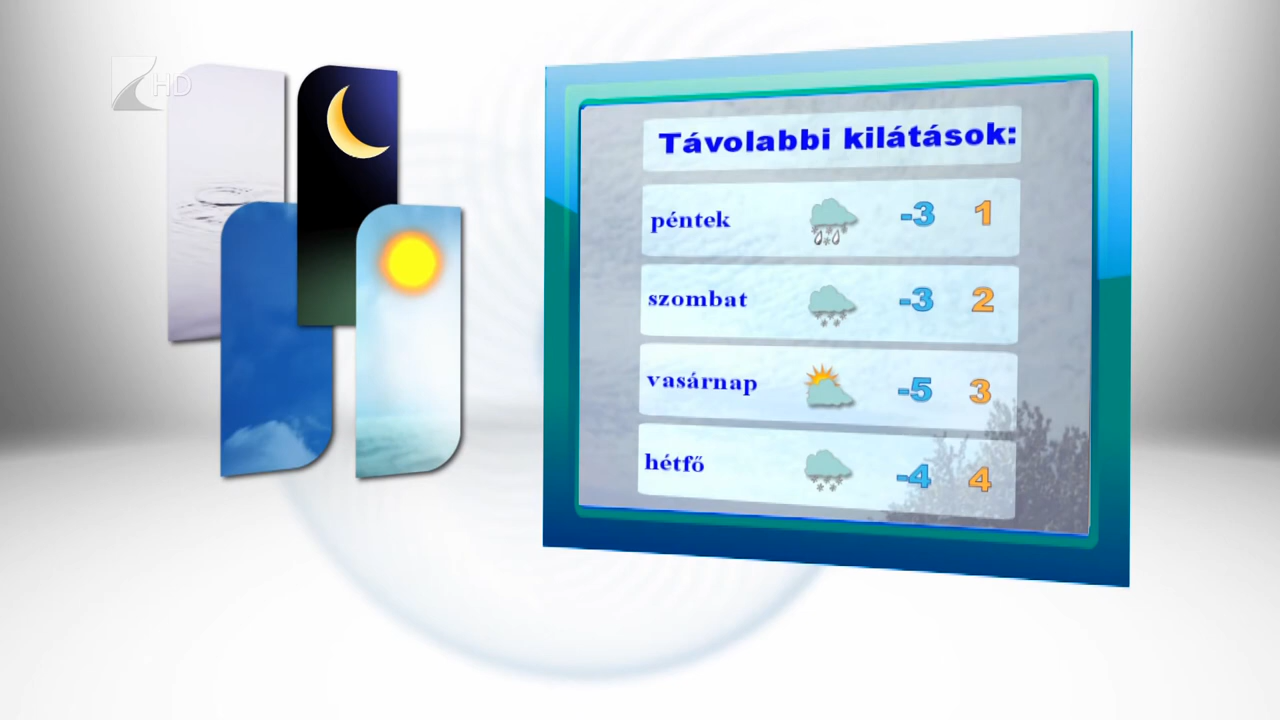 HD
Távolabbi kilátások:
péntek -3 1
szombat -3 2
vasárnap -5 3
hétfő -4 4